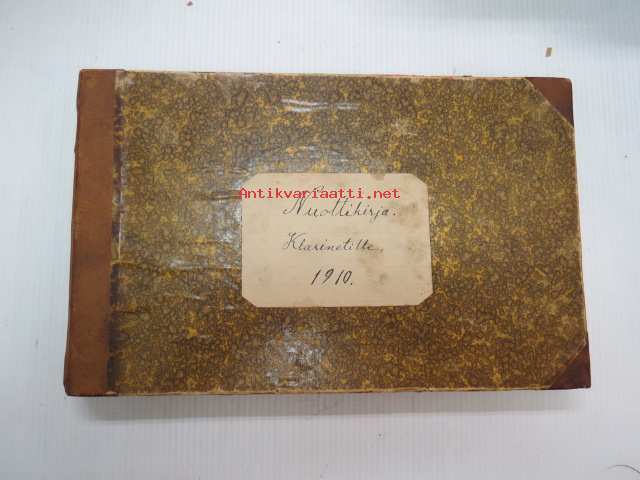 Antikvariaatti.net
Nuottikirja.
Klarinetille.
1910.